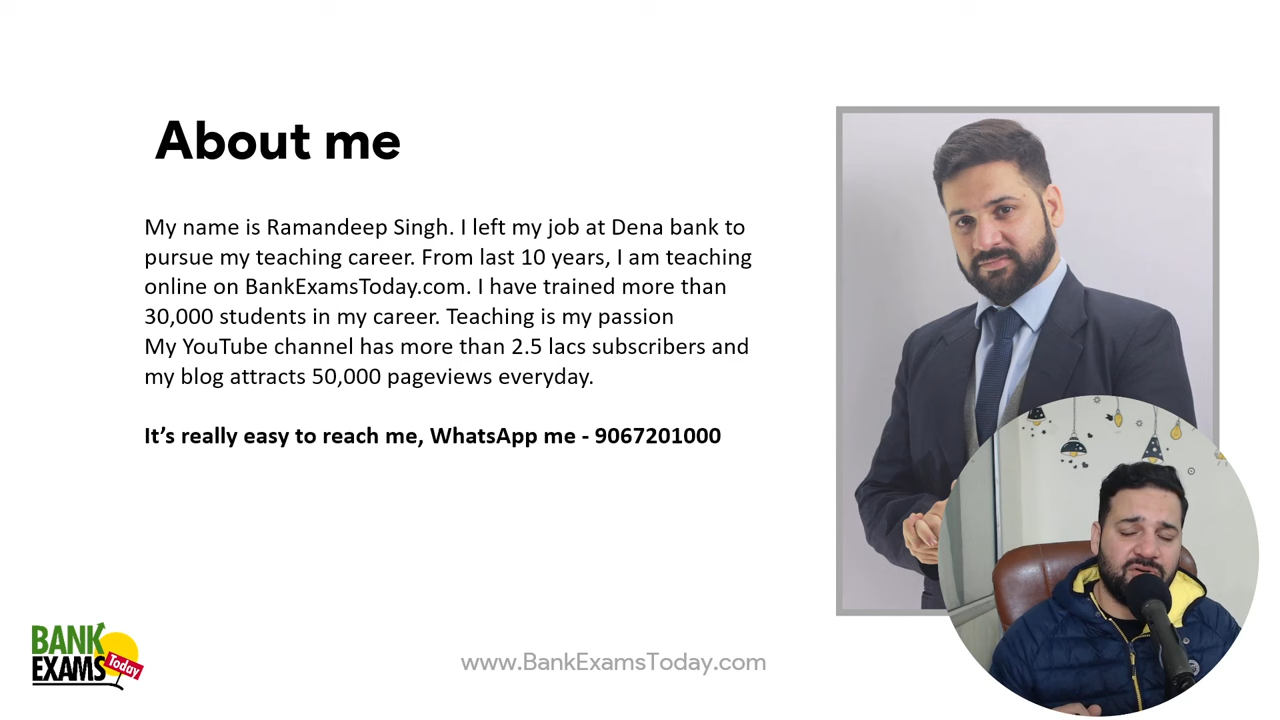 About me
My name is Ramandeep Singh. I left my job at Dena bank to
pursue my teaching career. From last 10 years, I am teaching
online on BankExamsToday.com. I have trained more than
30,000 students in my career. Teaching is my passion
My YouTube channel has more than 2.5 lacs subscribers and
my blog attracts 50,000 pageviews everyday.
It’s really easy to reach me, WhatsApp me - 9067201000
BANK
EXAMS Today
www.BankExamsToday.com